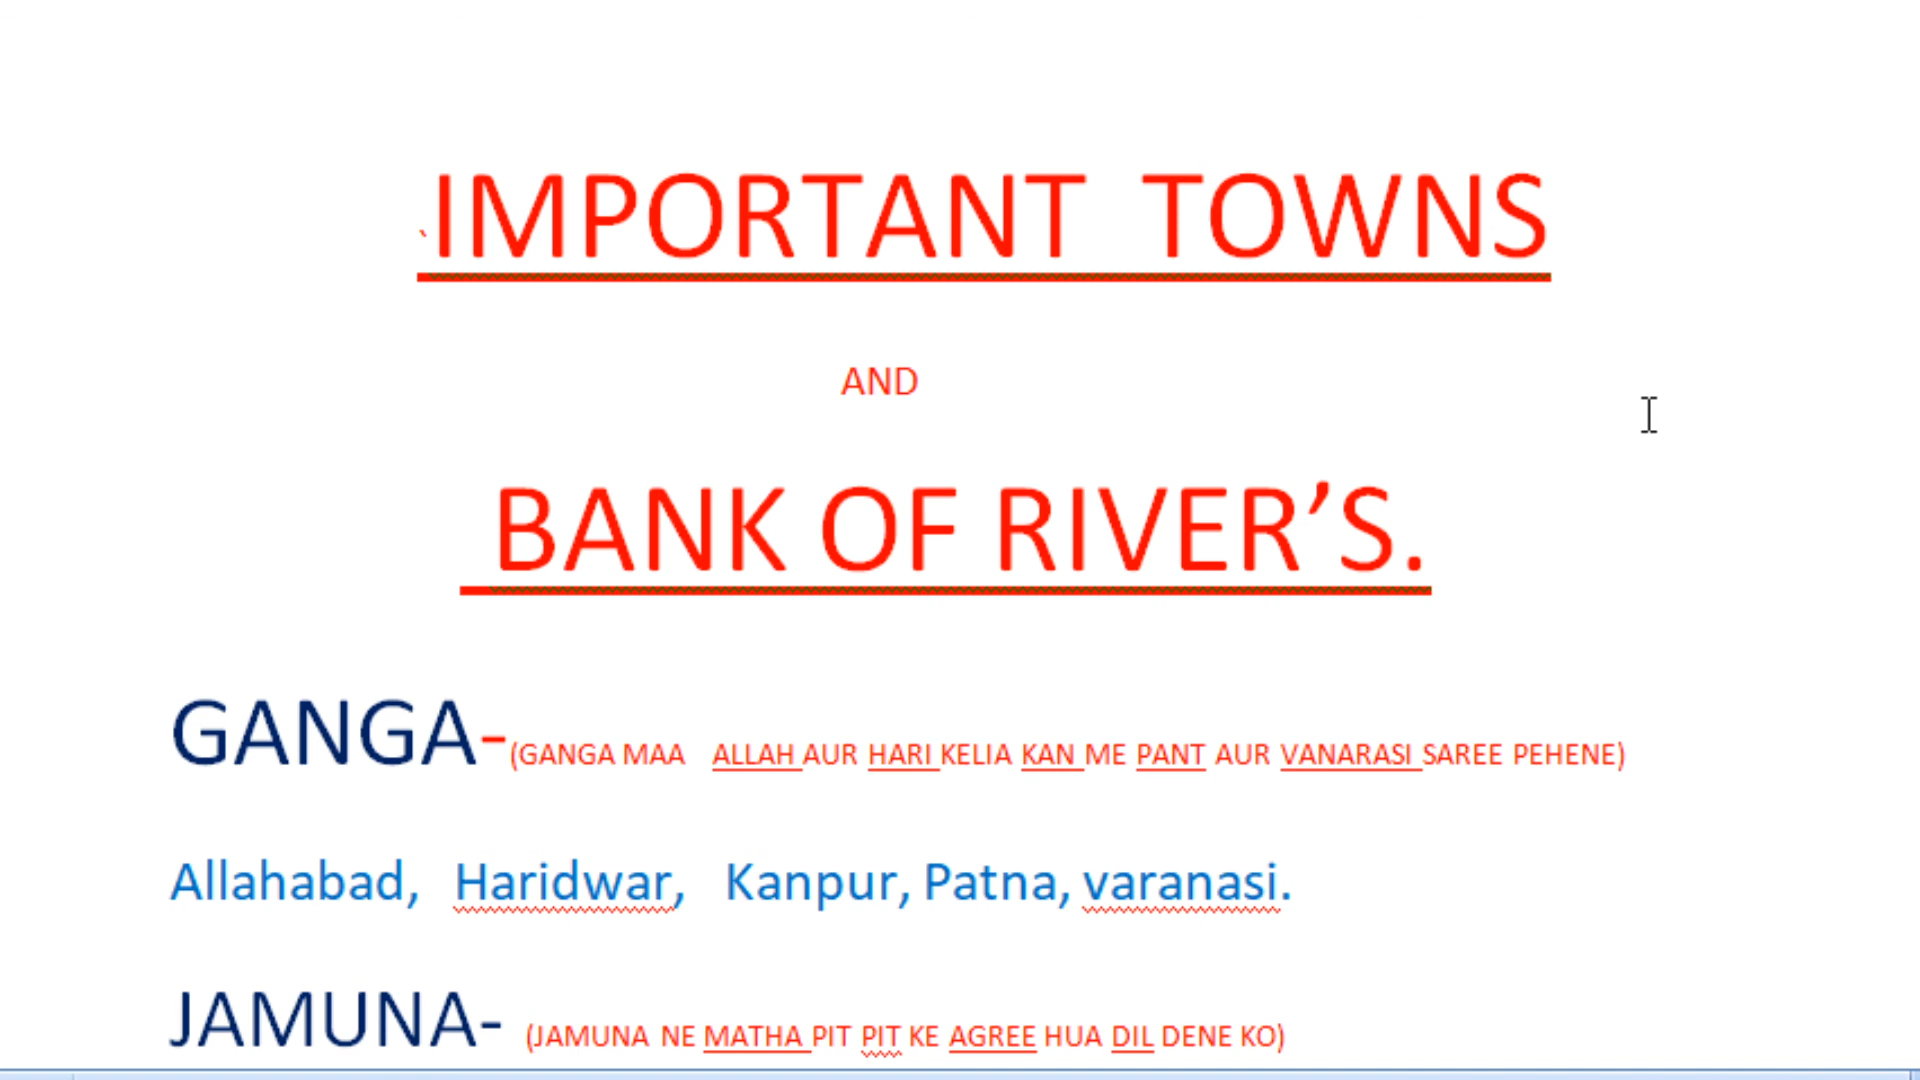 `IMPORTANT TOWNS
AND
BANK OF RIVER’S.
GANGA-(GANGA MAA ALLAH AUR HARI KELIA KAN ME PANT AUR VANARASI SAREE PEHENE)
Allahabad, Haridwar, Kanpur, Patna, varanasi.
JAMUNA- (JAMUNA NE MATHA PIT PIT KE AGREE HUA DIL DENE KO)